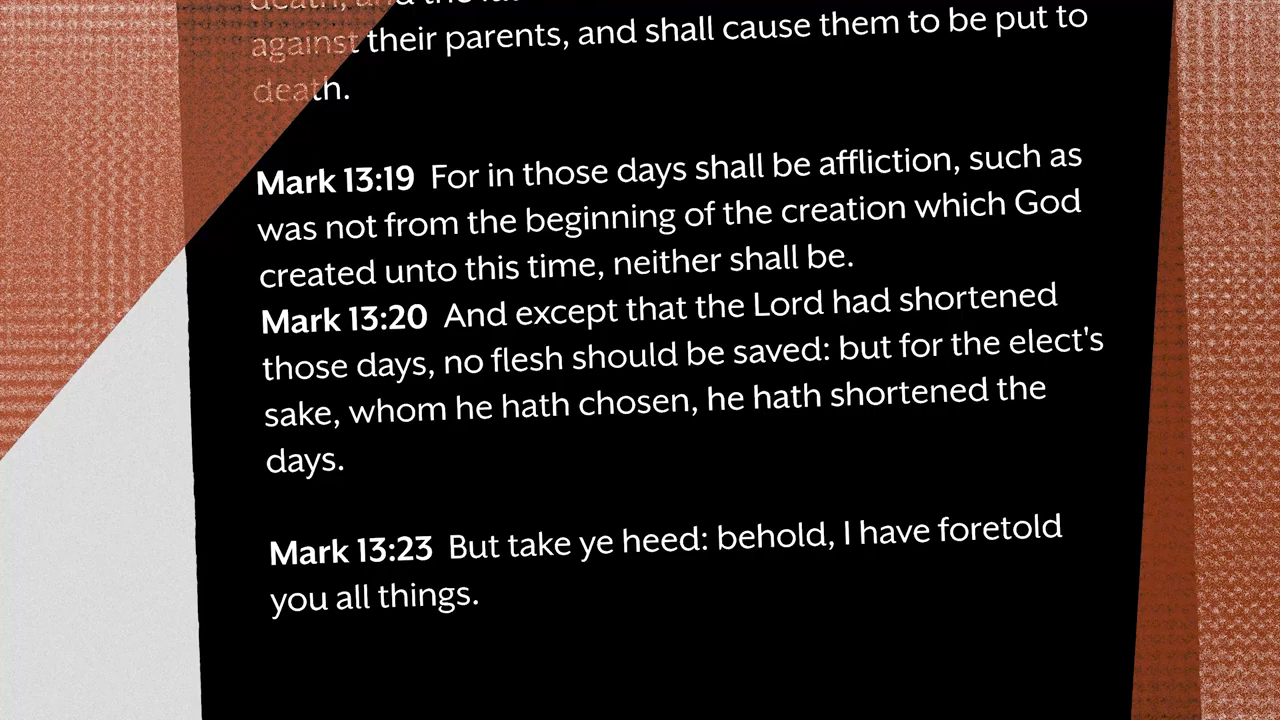 death,
against their parents, and shall cause them to be put to
death.
Mark 13:19 For in those days shall be affliction, such as
was not from the beginning of the creation which God
created unto this time, neither shall be.
Mark 13:20 And except that the Lord had shortened
those days, no flesh should be saved: but for the elect's
sake, whom he hath chosen, he hath shortened the
days.
Mark 13:23 But take ye heed: behold, I have foretold
you all things.